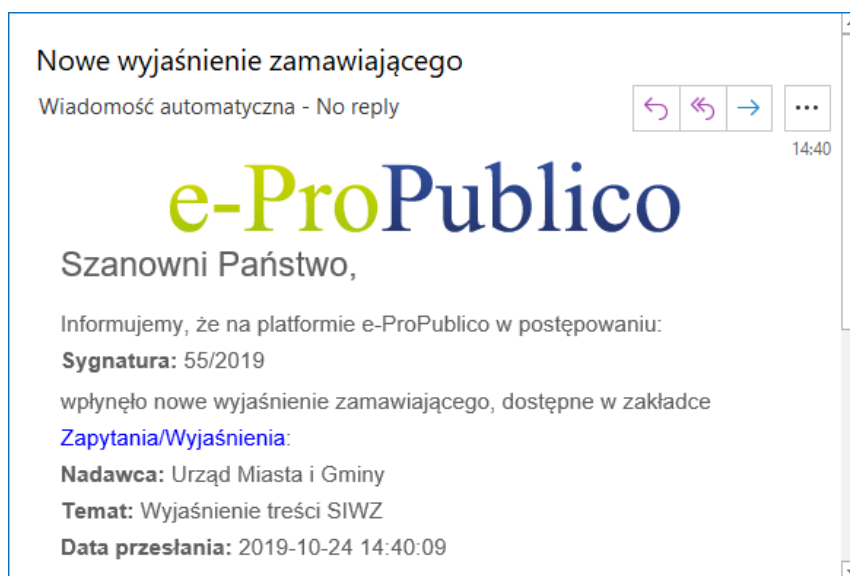 Nowe wyjaśnienie zamawiającego
Wiadomość automatyczna - No reply
14:40
e-ProPublico
Szanowni Państwo,
Informujemy, że na platformie e-ProPublico w postępowaniu:
Sygnatura: 55/2019
wpłynęło nowe wyjaśnienie zamawiającego, dostępne w zakładce
Zapytania/Wyjaśnienia:
Nadawca: Urząd Miasta i Gminy
Temat: Wyjaśnienie treści SIWZ
Data przesłania: 2019-10-24 14:40:09